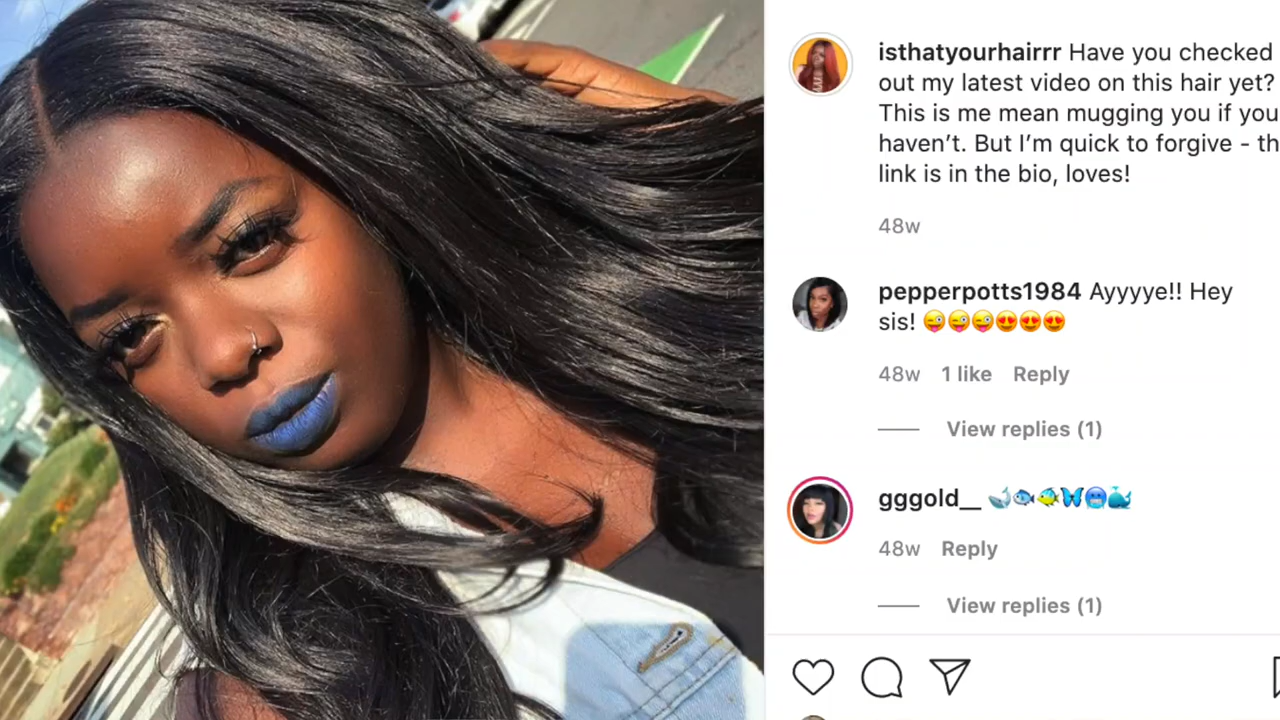 isthatyourhairrr Have you checked
out my latest video on this hair yet?
This is me mean mugging you if you
haven’t. But I’m quick to forgive - th
link is in the bio, loves!
48w
pepperpotts1984 Ayyyye!! Hey
sis! 😜😜😜😍😍😍
48w 1 like Reply
View replies (1)
gggold__ 🐋🐟🐠🦋🥶🐳
48w Reply
View replies (1)